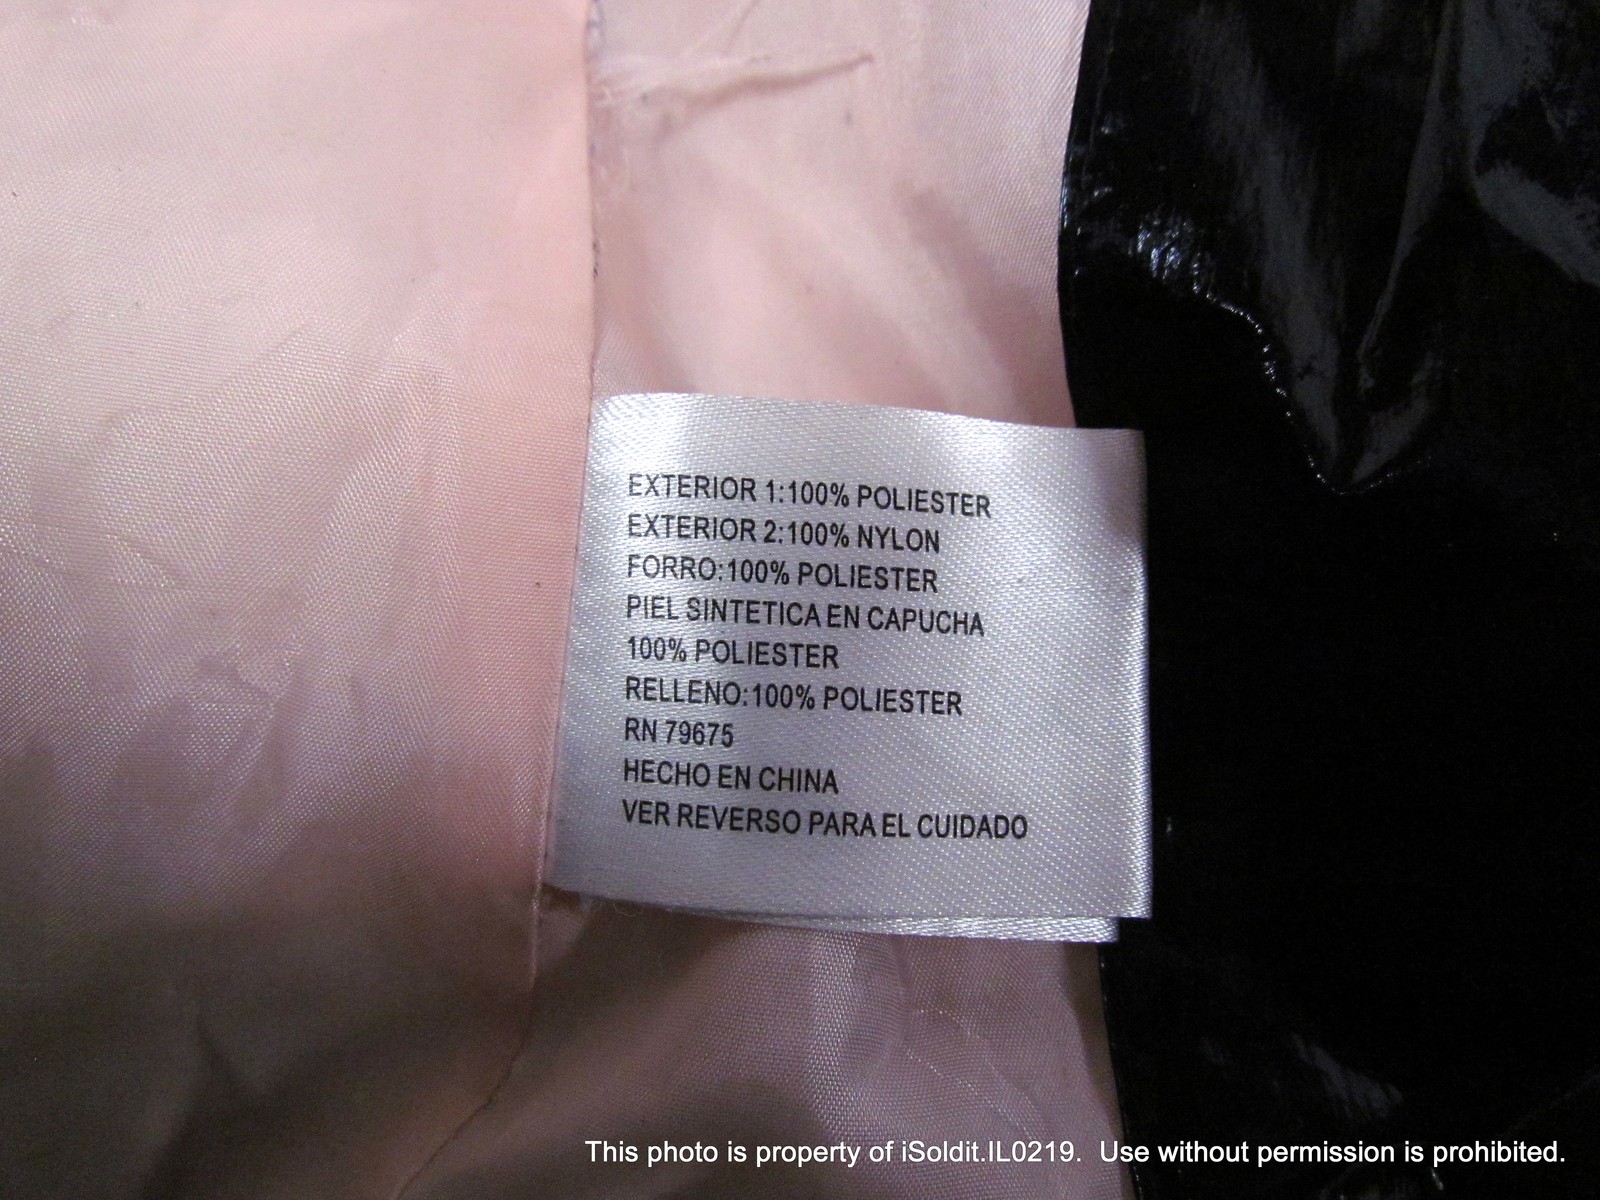 EXTERIOR 1:100% POLIESTER
EXTERIOR 2:100% NYLON
FORRO:100% POLIESTER
PIEL SINTETICA EN CAPUCHA
100% POLIESTER
RELLENO:100% POLIESTER
RN 79675
HECHO EN CHINA
VER REVERSO PARA EL CUIDADO
This photo is property of iSoldit.IL0219.  Use without permission is prohibited.